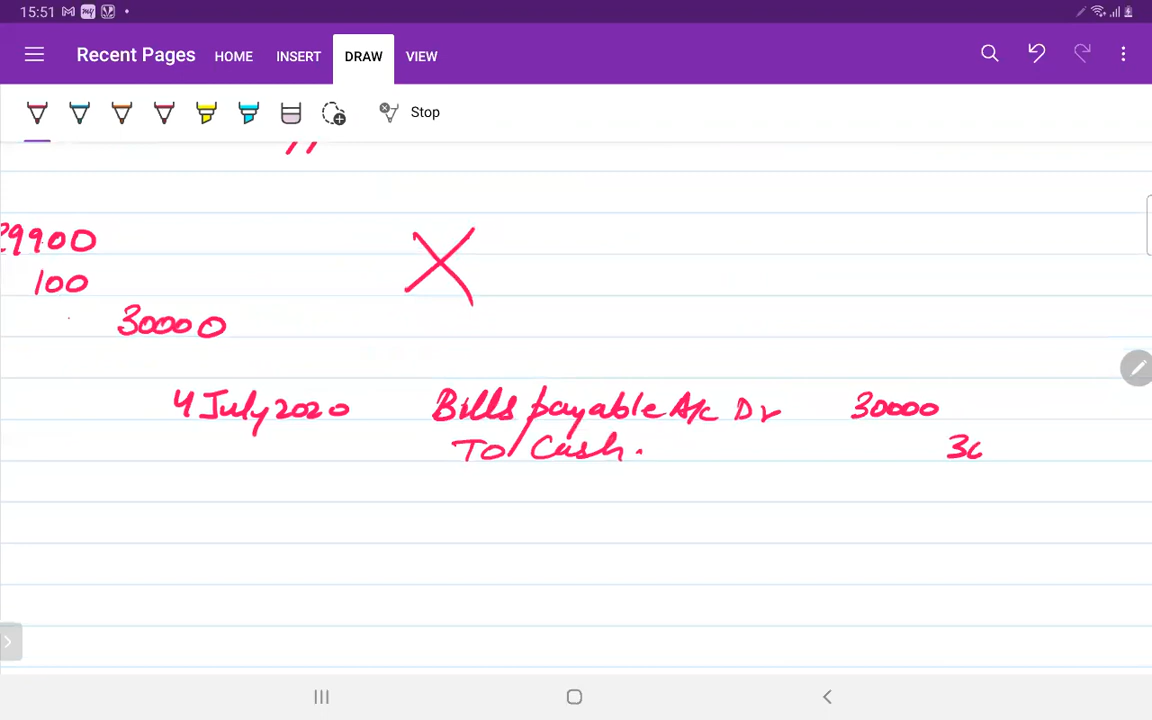 15:51
Recent Pages HOME INSERT DRAW VIEW
Stop
29900
100
30000
4 July 2020 Bills payable A/c Dr 30000
To Cash. 30